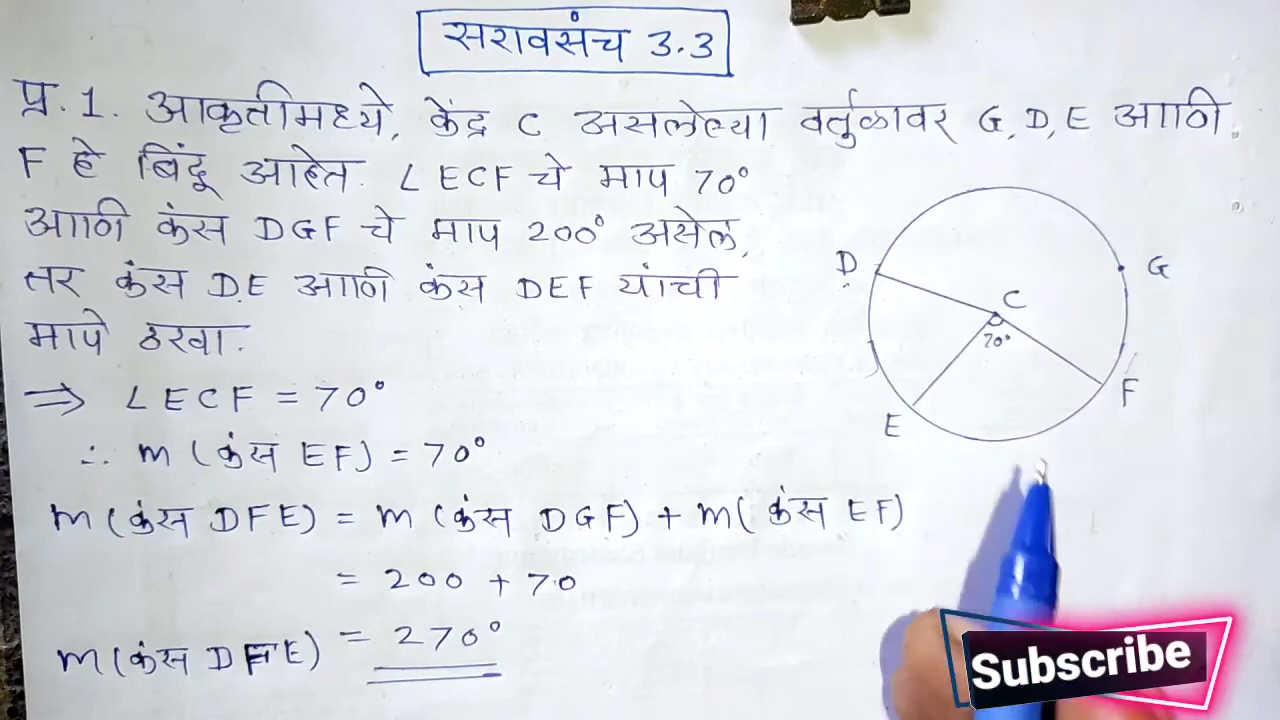 सरावसंच 3.3
प्र. 1. आकृतीमध्ये, केंद्र C असलेल्या वर्तुळावर G, D, E आणि
F हे बिंदू आहेत. ∠ECF चे माप 70°
आणि कंस DGF चे माप 200° असेल,
तर कंस DE आणि कंस DEF यांची
मापे ठरवा.
⇒ ∠ECF = 70°
∴ m (कंस EF) = 70°
m (कंस DFE) = m (कंस DGF) + m( कंस EF)
= 200 + 70
m (कंस DFE) = 270°
D
G
C
70°
F
E
Subscribe